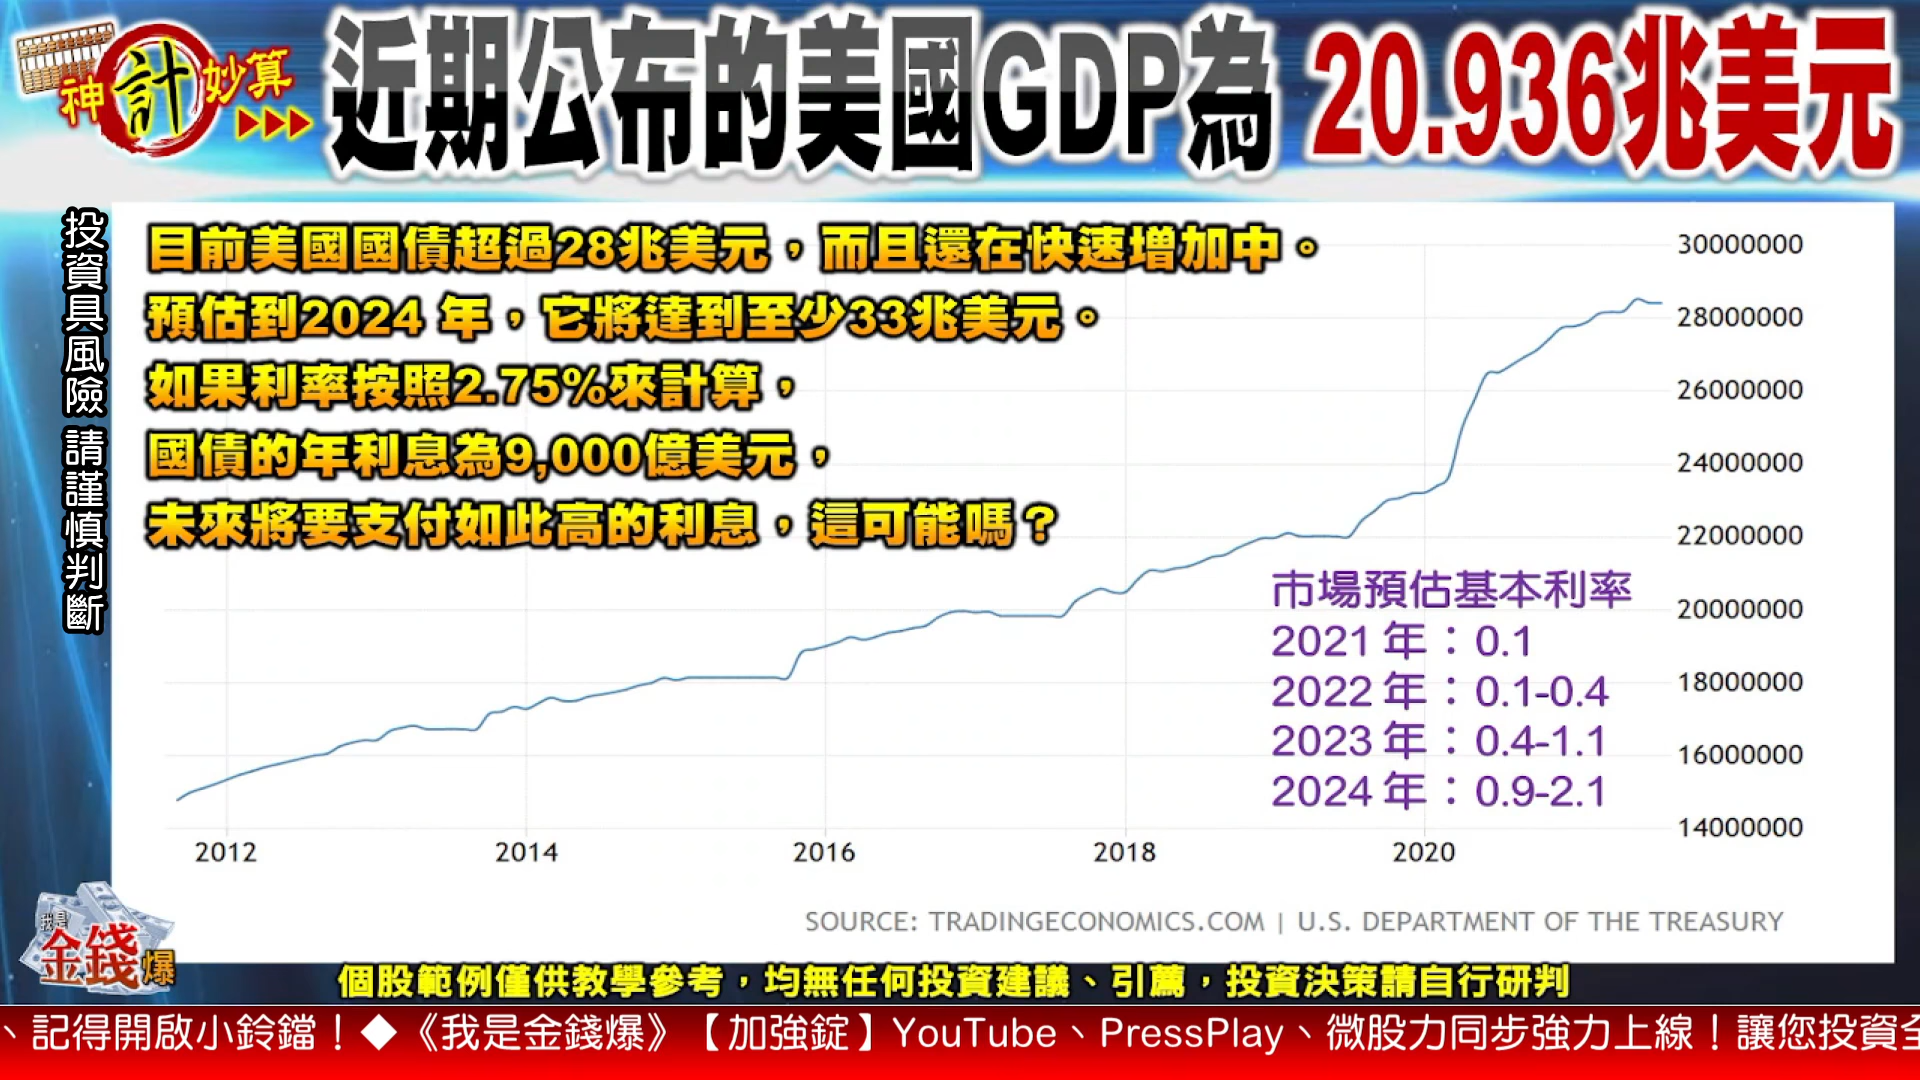 神計妙算
近期公布的美國GDP為 20.936兆美元
投資具風險 請謹慎判斷
目前美國國債超過28兆美元，而且還在快速增加中。
預估到2024 年，它將達到至少33兆美元。
如果利率按照2.75%來計算，
國債的年利息為9,000億美元，
未來將要支付如此高的利息，這可能嗎？
30000000
28000000
26000000
24000000
22000000
20000000
18000000
16000000
14000000
市場預估基本利率
2021 年：0.1
2022 年：0.1-0.4
2023 年：0.4-1.1
2024 年：0.9-2.1
2012 2014 2016 2018 2020
SOURCE: TRADINGECONOMICS.COM | U.S. DEPARTMENT OF THE TREASURY
我是
金錢爆
個股範例僅供教學參考，均無任何投資建議、引薦，投資決策請自行研判
、記得開啟小鈴鐺！◆《我是金錢爆》【加強錠】YouTube、PressPlay、微股力同步強力上線！讓您投資全